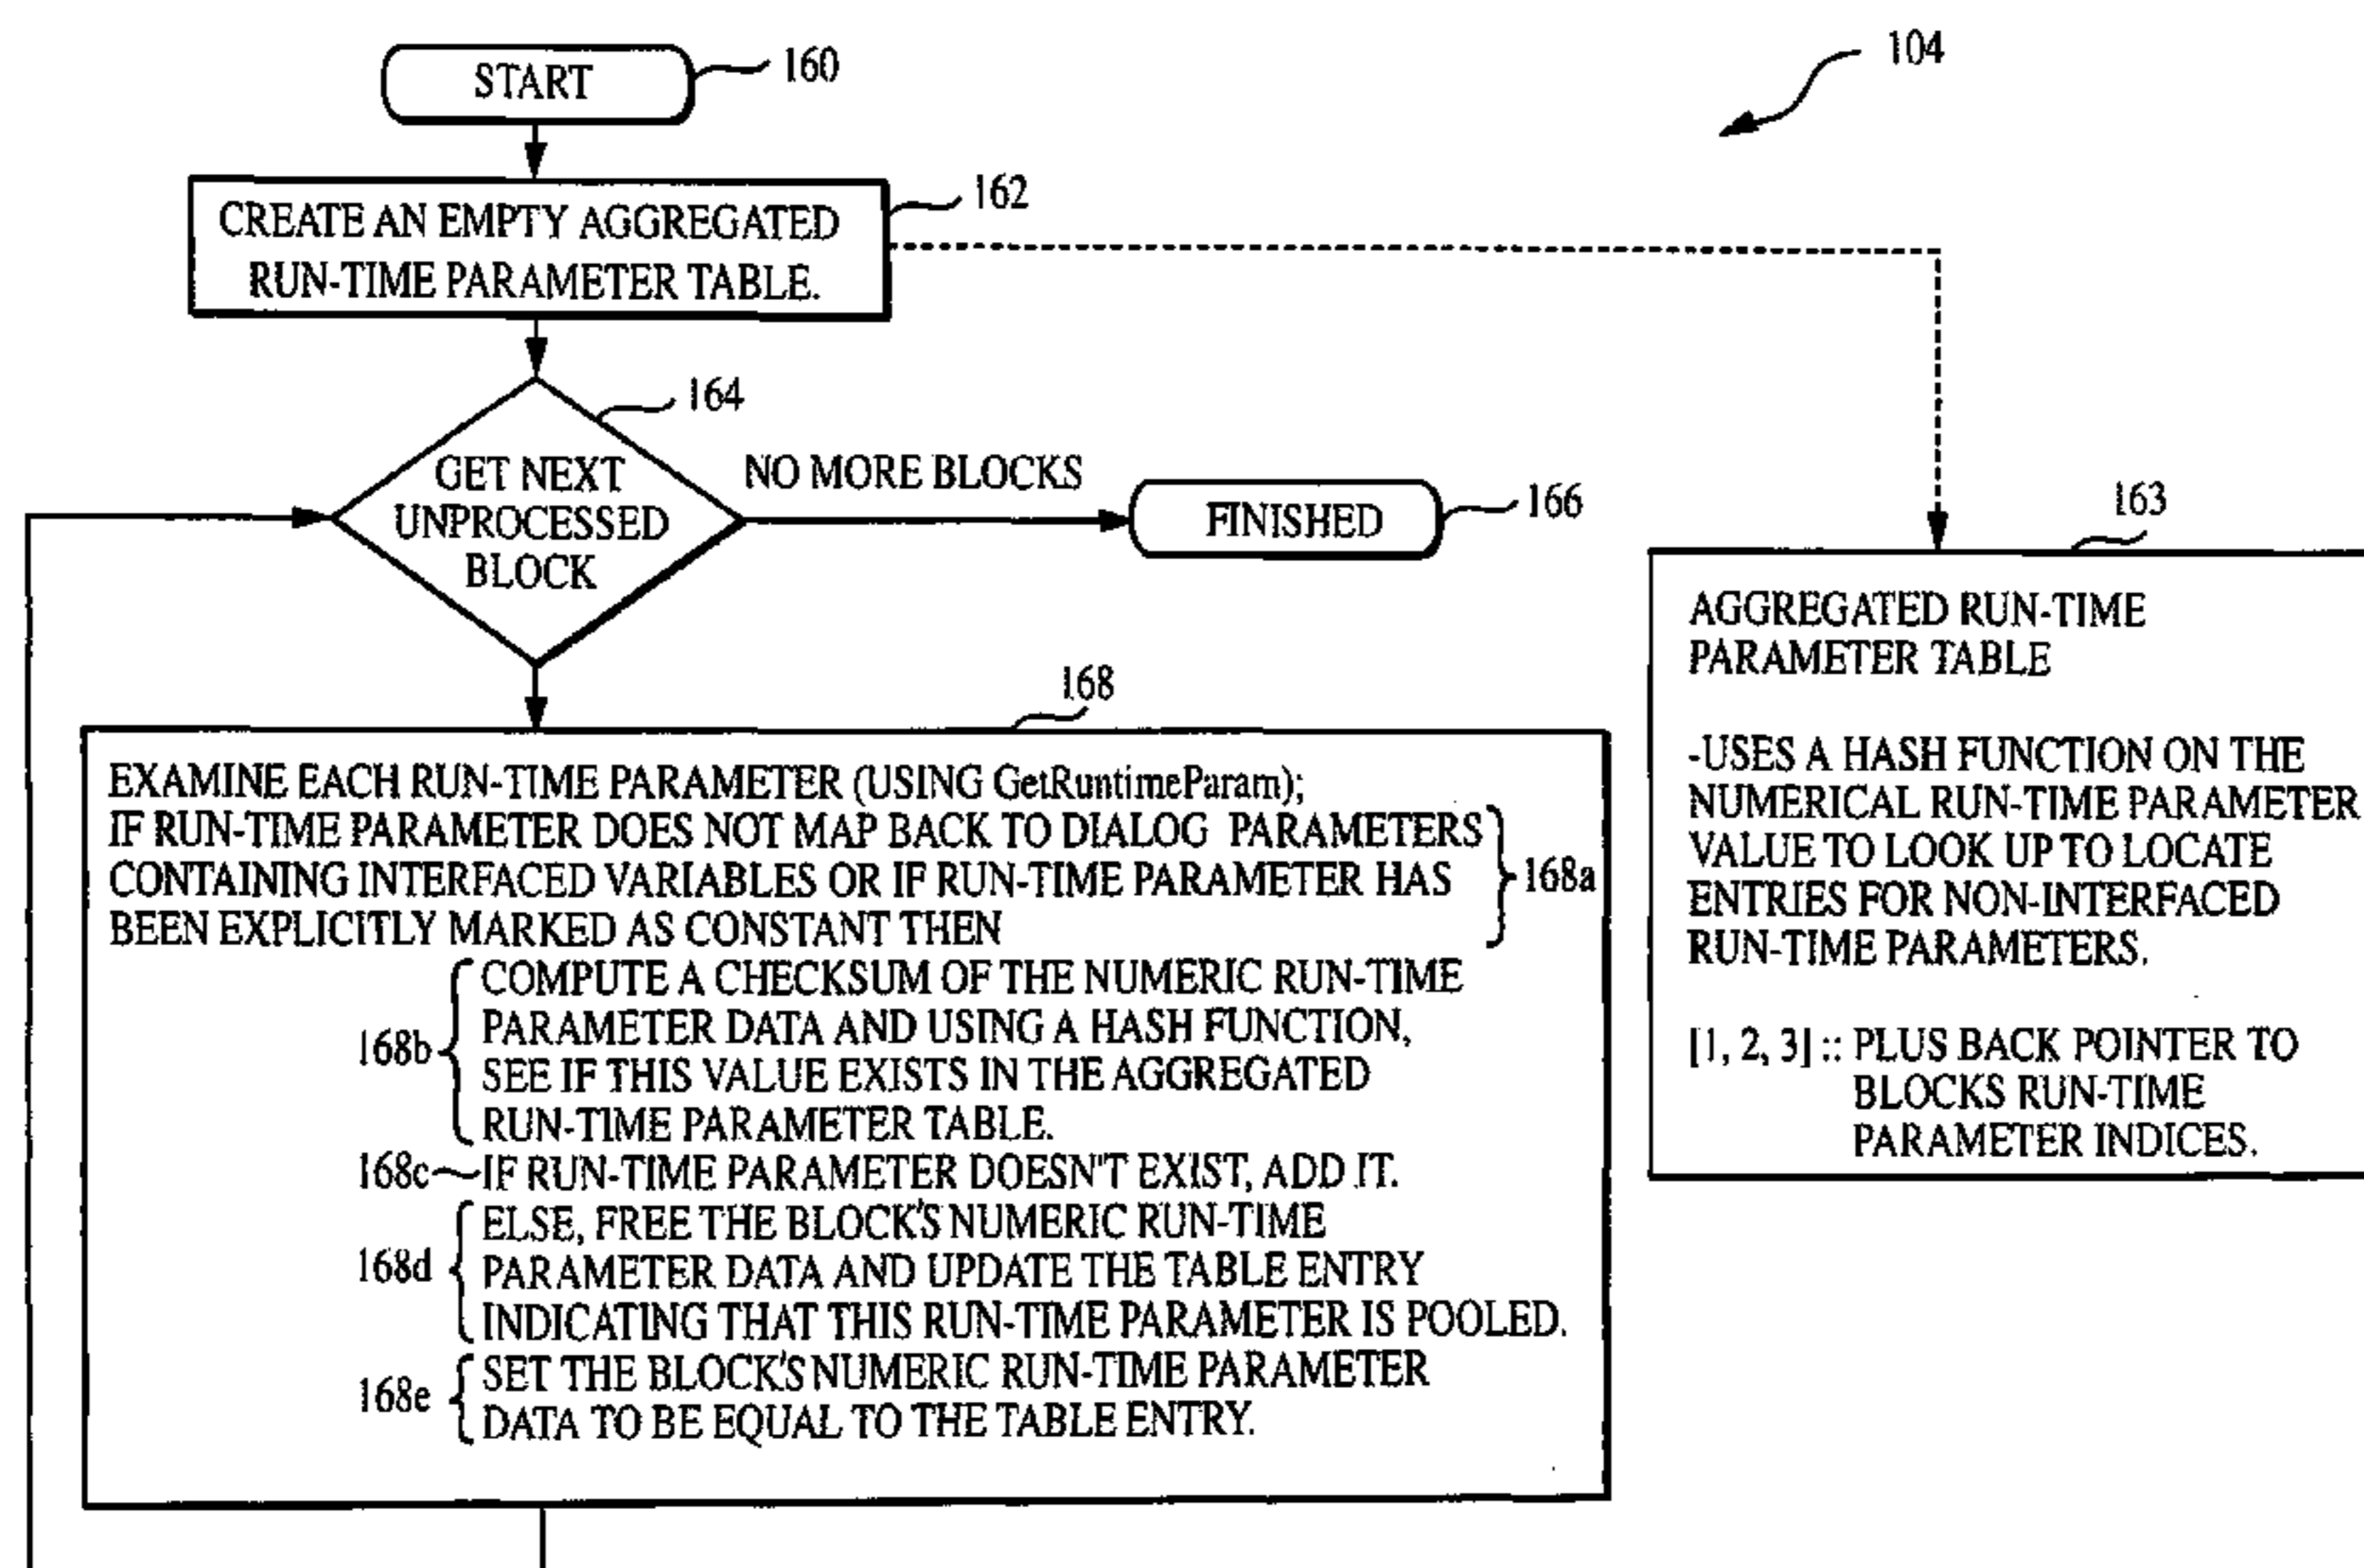 104
START
160
CREATE AN EMPTY AGGREGATED
RUN-TIME PARAMETER TABLE.
162
164
GET NEXT
UNPROCESSED
BLOCK
NO MORE BLOCKS
FINISHED
166
163
AGGREGATED RUN-TIME
PARAMETER TABLE
-USES A HASH FUNCTION ON THE
NUMERICAL RUN-TIME PARAMETER
VALUE TO LOOK UP TO LOCATE
ENTRIES FOR NON-INTERFACED
RUN-TIME PARAMETERS.
[1, 2, 3] :: PLUS BACK POINTER TO
BLOCKS RUN-TIME
PARAMETER INDICES.
168
EXAMINE EACH RUN-TIME PARAMETER (USING GetRuntimeParam);
IF RUN-TIME PARAMETER DOES NOT MAP BACK TO DIALOG PARAMETERS
CONTAINING INTERFACED VARIABLES OR IF RUN-TIME PARAMETER HAS
BEEN EXPLICITLY MARKED AS CONSTANT THEN
168a
168b
COMPUTE A CHECKSUM OF THE NUMERIC RUN-TIME
PARAMETER DATA AND USING A HASH FUNCTION,
SEE IF THIS VALUE EXISTS IN THE AGGREGATED
RUN-TIME PARAMETER TABLE.
168c
IF RUN-TIME PARAMETER DOESN'T EXIST, ADD IT.
168d
ELSE, FREE THE BLOCK'S NUMERIC RUN-TIME
PARAMETER DATA AND UPDATE THE TABLE ENTRY
INDICATING THAT THIS RUN-TIME PARAMETER IS POOLED.
168e
SET THE BLOCK'S NUMERIC RUN-TIME PARAMETER
DATA TO BE EQUAL TO THE TABLE ENTRY.